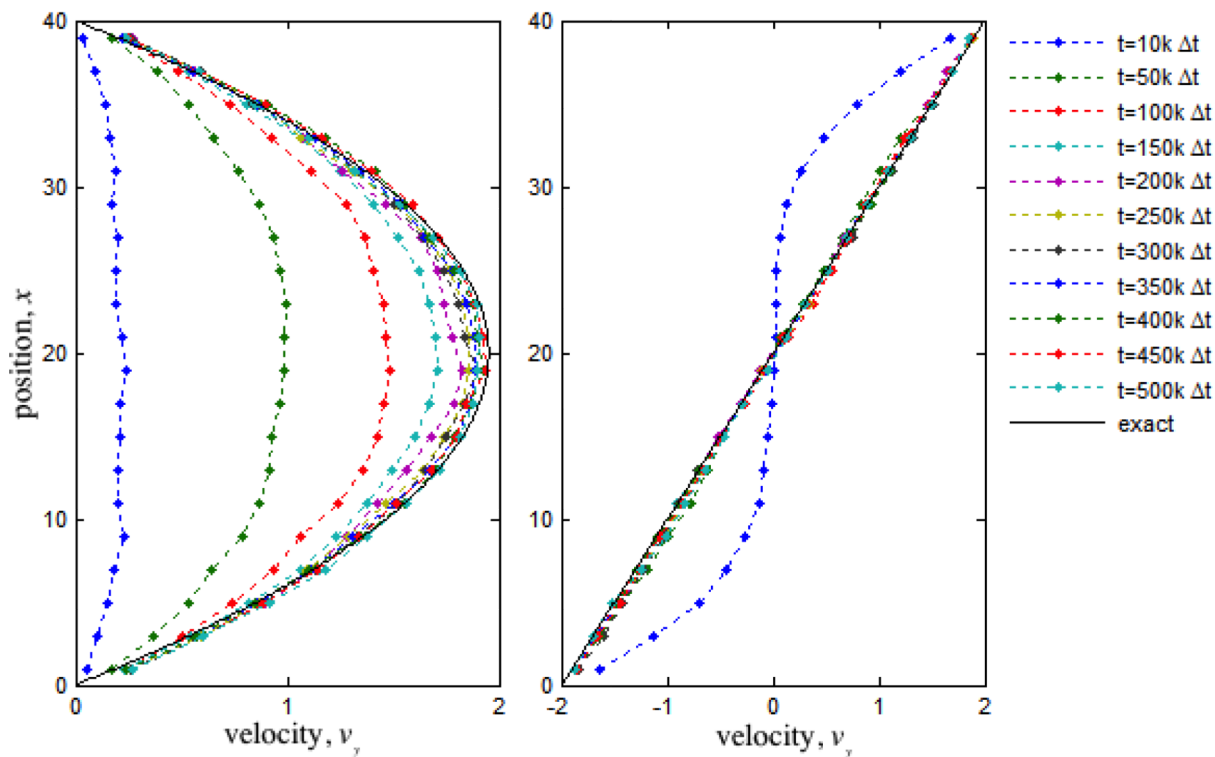 40
30
20
10
0
position, x
0
1
2
velocity, v_y
40
30
20
10
0
-2
-1
0
1
2
velocity, v_y
t=10k Δt
t=50k Δt
t=100k Δt
t=150k Δt
t=200k Δt
t=250k Δt
t=300k Δt
t=350k Δt
t=400k Δt
t=450k Δt
t=500k Δt
exact